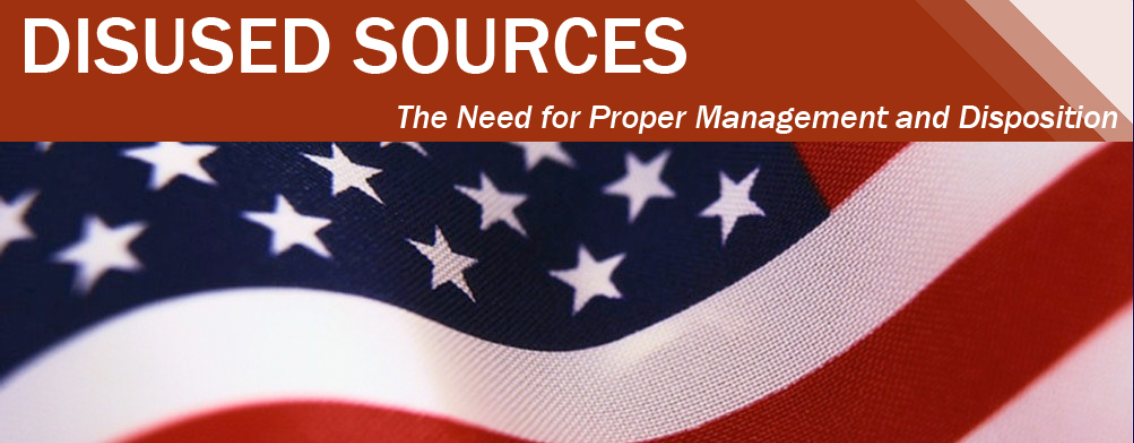 DISUSED SOURCES
The Need for Proper Management and Disposition